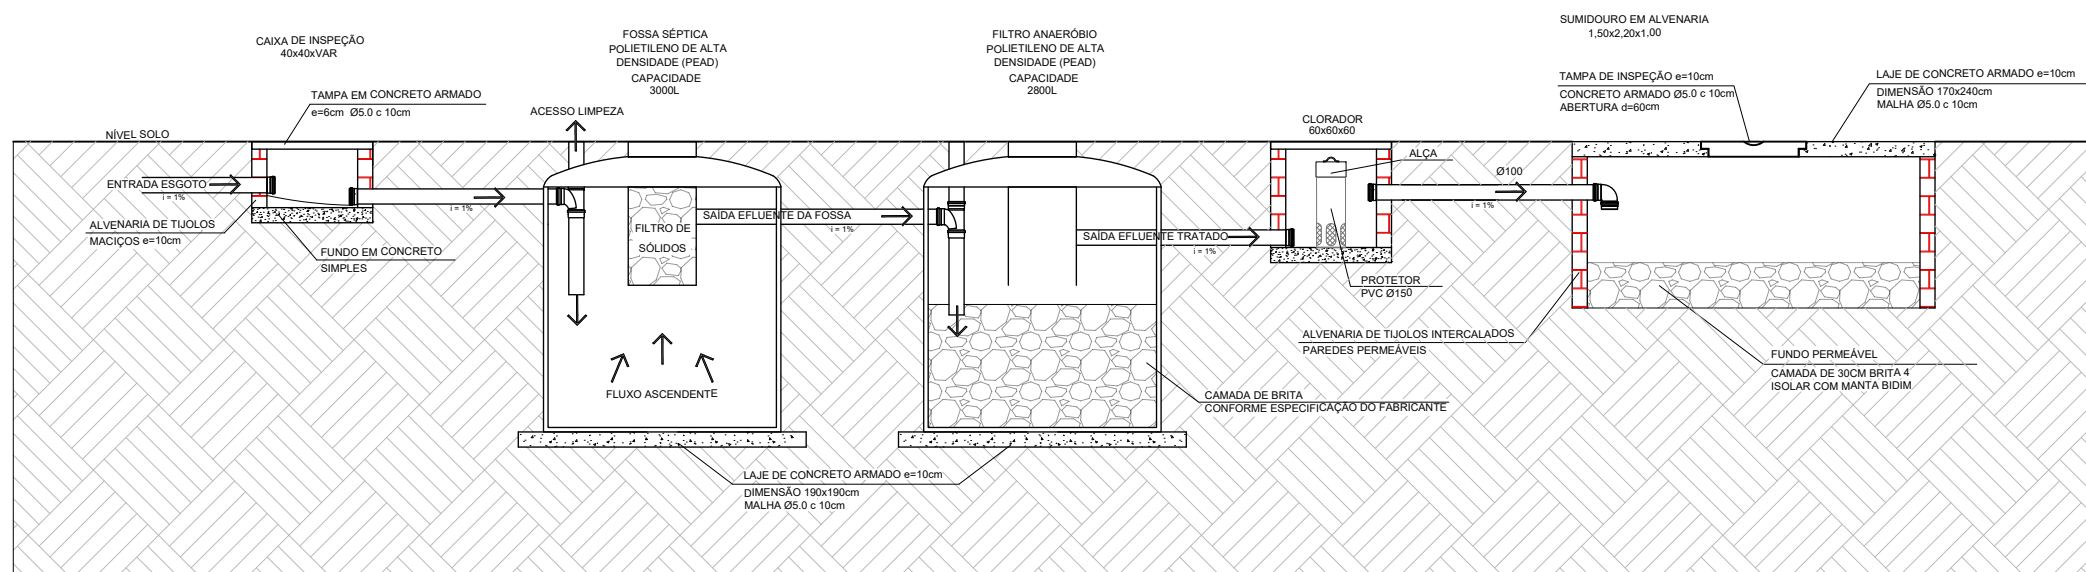 CAIXA DE INSPEÇÃO
40x40xVAR
TAMPA EM CONCRETO ARMADO
e=6cm Ø5.0 c 10cm
NÍVEL SOLO
ENTRADA ESGOTO
i = 1%
ALVENARIA DE TIJOLOS
MACIÇOS e=10cm
FUNDO EM CONCRETO
SIMPLES
i = 1%
FOSSA SÉPTICA
POLIETILENO DE ALTA
DENSIDADE (PEAD)
CAPACIDADE
3000L
ACESSO LIMPEZA
FILTRO DE
SÓLIDOS
FLUXO ASCENDENTE
SAÍDA EFLUENTE DA FOSSA
i = 1%
LAJE DE CONCRETO ARMADO e=10cm
DIMENSÃO 190x190cm
MALHA Ø5.0 c 10cm
FILTRO ANAERÓBIO
POLIETILENO DE ALTA
DENSIDADE (PEAD)
CAPACIDADE
2800L
SAÍDA EFLUENTE TRATADO
i = 1%
CAMADA DE BRITA
CONFORME ESPECIFICAÇÃO DO FABRICANTE
CLORADOR
60x60x60
ALÇA
PROTETOR
PVC Ø150
Ø100
i = 1%
SUMIDOURO EM ALVENARIA
1,50x2,20x1,00
TAMPA DE INSPEÇÃO e=10cm
CONCRETO ARMADO Ø5.0 c 10cm
ABERTURA d=60cm
LAJE DE CONCRETO ARMADO e=10cm
DIMENSÃO 170x240cm
MALHA Ø5.0 c 10cm
ALVENARIA DE TIJOLOS INTERCALADOS
PAREDES PERMEÁVEIS
FUNDO PERMEÁVEL
CAMADA DE 30CM BRITA 4
ISOLAR COM MANTA BIDIM